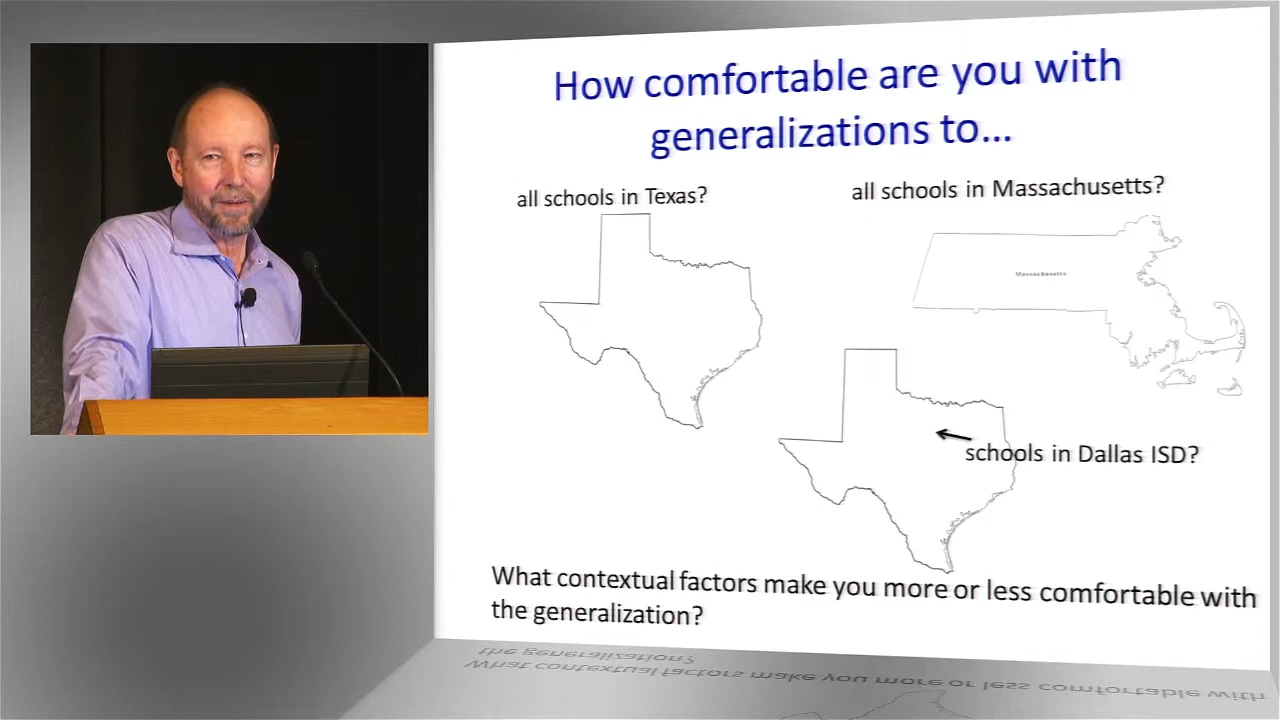 How comfortable are you with
generalizations to...
all schools in Texas?
all schools in Massachusetts?
Massachusetts
schools in Dallas ISD?
What contextual factors make you more or less comfortable with
the generalization?